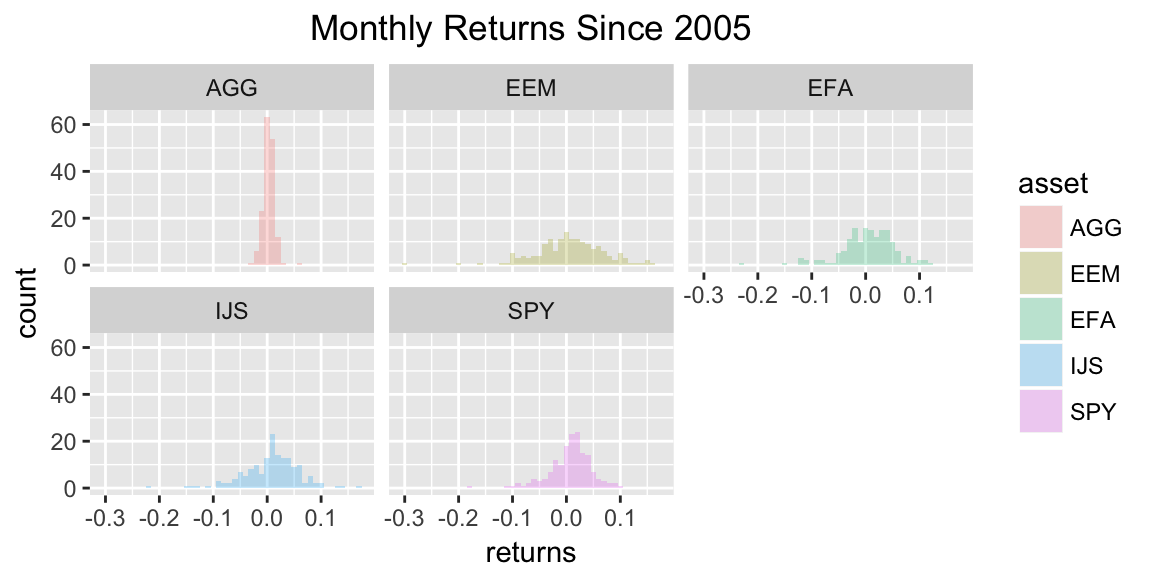 Monthly Returns Since 2005
AGG
EEM
EFA
60
40
20
0
-0.3 -0.2 -0.1 0.0 0.1
IJS
SPY
60
40
20
0
-0.3 -0.2 -0.1 0.0 0.1
-0.3 -0.2 -0.1 0.0 0.1
count
returns
asset
AGG
EEM
EFA
IJS
SPY